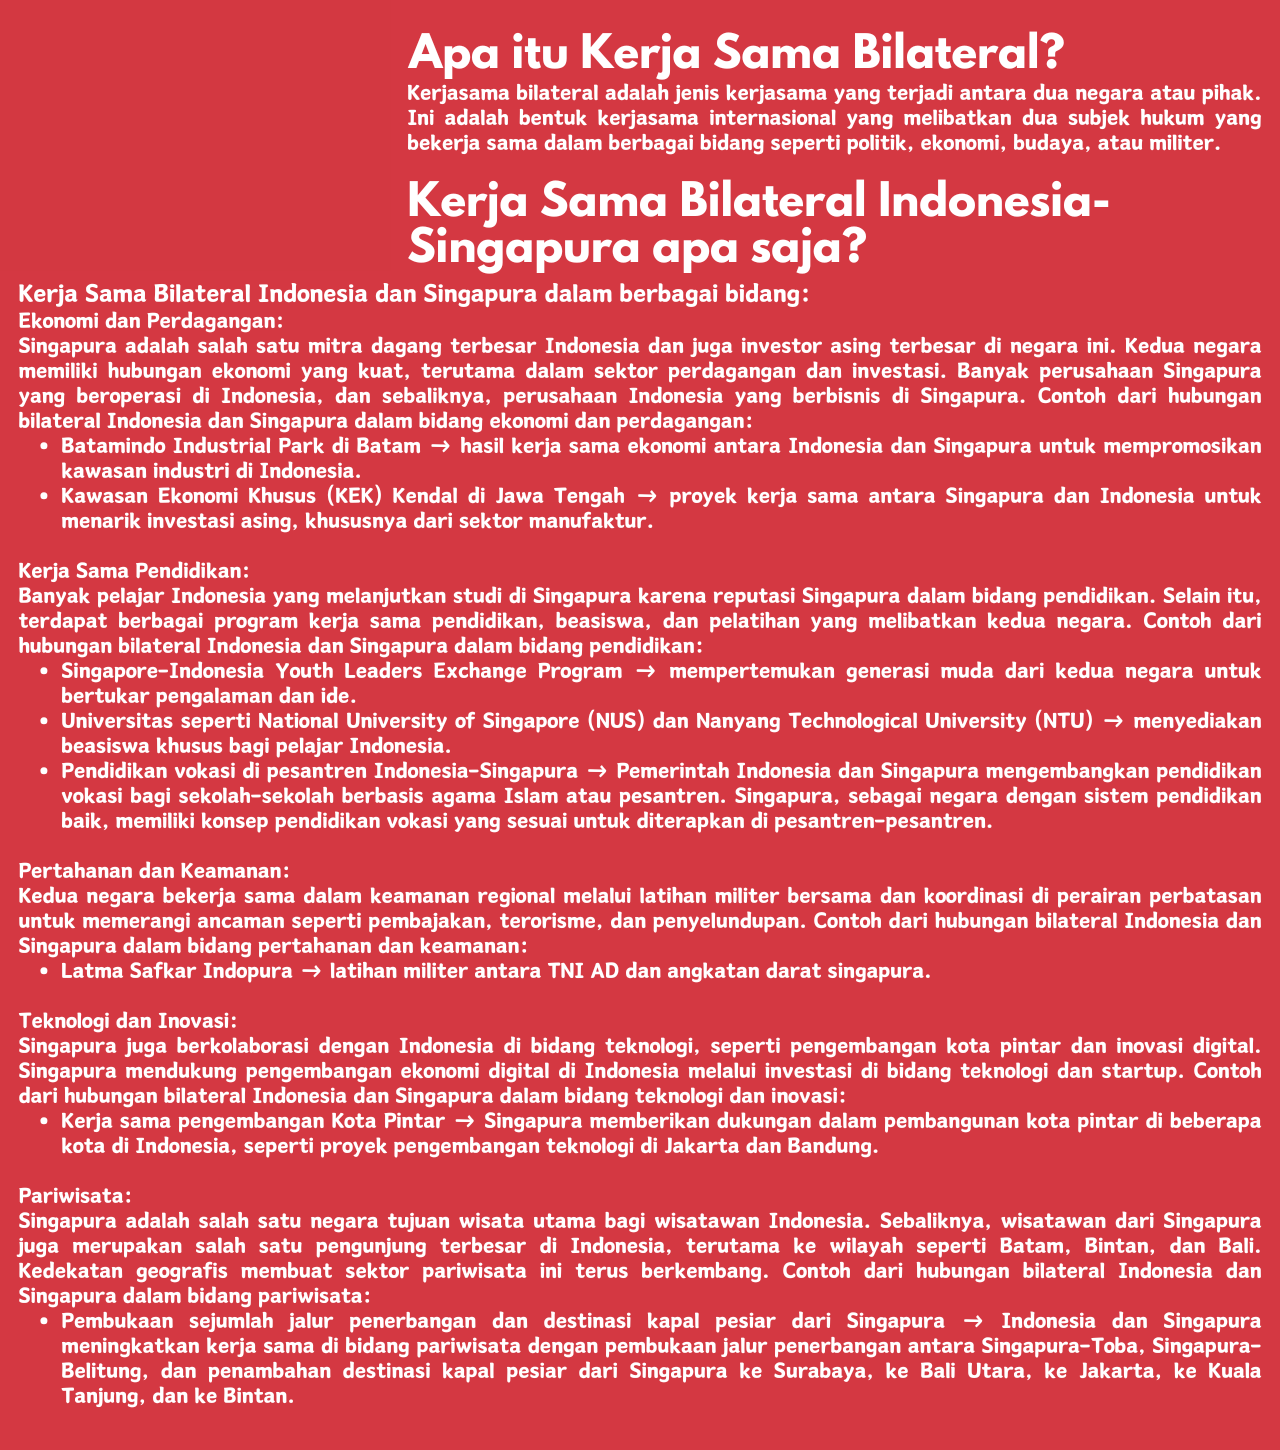 Apa itu Kerja Sama Bilateral?
Kerjasama bilateral adalah jenis kerjasama yang terjadi antara dua negara atau pihak.
Ini adalah bentuk kerjasama internasional yang melibatkan dua subjek hukum yang
bekerja sama dalam berbagai bidang seperti politik, ekonomi, budaya, atau militer.
Kerja Sama Bilateral Indonesia-
Singapura apa saja?
Kerja Sama Bilateral Indonesia dan Singapura dalam berbagai bidang:
Ekonomi dan Perdagangan:
Singapura adalah salah satu mitra dagang terbesar Indonesia dan juga investor asing terbesar di negara ini. Kedua negara
memiliki hubungan ekonomi yang kuat, terutama dalam sektor perdagangan dan investasi. Banyak perusahaan Singapura
yang beroperasi di Indonesia, dan sebaliknya, perusahaan Indonesia yang berbisnis di Singapura. Contoh dari hubungan
bilateral Indonesia dan Singapura dalam bidang ekonomi dan perdagangan:
• Batamindo Industrial Park di Batam → hasil kerja sama ekonomi antara Indonesia dan Singapura untuk mempromosikan
kawasan industri di Indonesia.
• Kawasan Ekonomi Khusus (KEK) Kendal di Jawa Tengah → proyek kerja sama antara Singapura dan Indonesia untuk
menarik investasi asing, khususnya dari sektor manufaktur.
Kerja Sama Pendidikan:
Banyak pelajar Indonesia yang melanjutkan studi di Singapura karena reputasi Singapura dalam bidang pendidikan. Selain itu,
terdapat berbagai program kerja sama pendidikan, beasiswa, dan pelatihan yang melibatkan kedua negara. Contoh dari
hubungan bilateral Indonesia dan Singapura dalam bidang pendidikan:
• Singapore-Indonesia Youth Leaders Exchange Program → mempertemukan generasi muda dari kedua negara untuk
bertukar pengalaman dan ide.
• Universitas seperti National University of Singapore (NUS) dan Nanyang Technological University (NTU) → menyediakan
beasiswa khusus bagi pelajar Indonesia.
• Pendidikan vokasi di pesantren Indonesia-Singapura → Pemerintah Indonesia dan Singapura mengembangkan pendidikan
vokasi bagi sekolah-sekolah berbasis agama Islam atau pesantren. Singapura, sebagai negara dengan sistem pendidikan
baik, memiliki konsep pendidikan vokasi yang sesuai untuk diterapkan di pesantren-pesantren.
Pertahanan dan Keamanan:
Kedua negara bekerja sama dalam keamanan regional melalui latihan militer bersama dan koordinasi di perairan perbatasan
untuk memerangi ancaman seperti pembajakan, terorisme, dan penyelundupan. Contoh dari hubungan bilateral Indonesia dan
Singapura dalam bidang pertahanan dan keamanan:
• Latma Safkar Indopura → latihan militer antara TNI AD dan angkatan darat singapura.
Teknologi dan Inovasi:
Singapura juga berkolaborasi dengan Indonesia di bidang teknologi, seperti pengembangan kota pintar dan inovasi digital.
Singapura mendukung pengembangan ekonomi digital di Indonesia melalui investasi di bidang teknologi dan startup. Contoh
dari hubungan bilateral Indonesia dan Singapura dalam bidang teknologi dan inovasi:
• Kerja sama pengembangan Kota Pintar → Singapura memberikan dukungan dalam pembangunan kota pintar di beberapa
kota di Indonesia, seperti proyek pengembangan teknologi di Jakarta dan Bandung.
Pariwisata:
Singapura adalah salah satu negara tujuan wisata utama bagi wisatawan Indonesia. Sebaliknya, wisatawan dari Singapura
juga merupakan salah satu pengunjung terbesar di Indonesia, terutama ke wilayah seperti Batam, Bintan, dan Bali.
Kedekatan geografis membuat sektor pariwisata ini terus berkembang. Contoh dari hubungan bilateral Indonesia dan
Singapura dalam bidang pariwisata:
• Pembukaan sejumlah jalur penerbangan dan destinasi kapal pesiar dari Singapura → Indonesia dan Singapura
meningkatkan kerja sama di bidang pariwisata dengan pembukaan jalur penerbangan antara Singapura-Toba, Singapura-
Belitung, dan penambahan destinasi kapal pesiar dari Singapura ke Surabaya, ke Bali Utara, ke Jakarta, ke Kuala
Tanjung, dan ke Bintan.